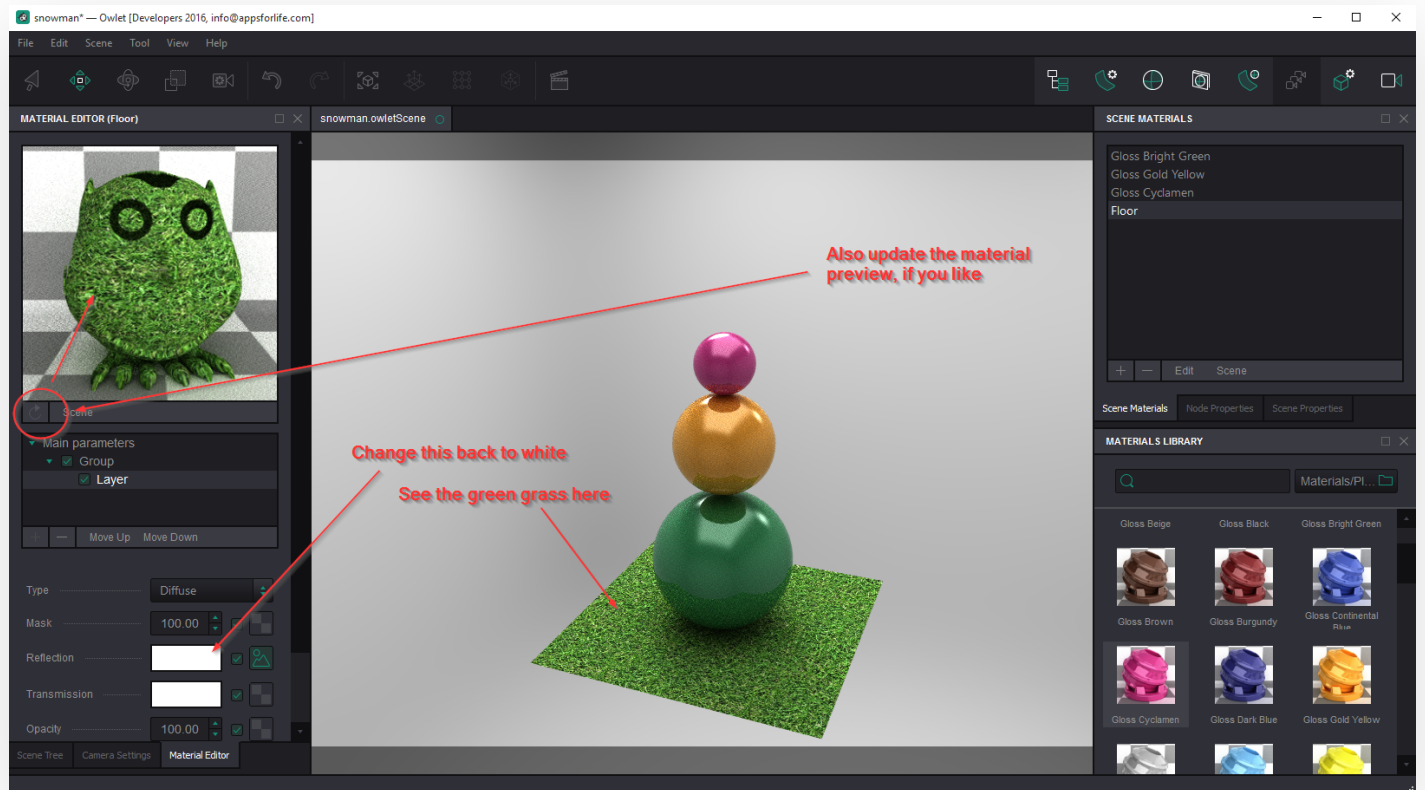 snowman* — Owlet [Developers 2016, info@appsforlife.com]
File Edit Scene Tool View Help
MATERIAL EDITOR (Floor)
snowman.owletScene
SCENE MATERIALS
Gloss Bright Green
Gloss Gold Yellow
Gloss Cyclamen
Floor
Also update the material
preview, if you like
Edit Scene
Scene Materials Node Properties Scene Properties
Scene
Main parameters
Group
Layer
Move Up Move Down
Change this back to white
See the green grass here
MATERIALS LIBRARY
Materials/Pl...
Gloss Beige Gloss Black Gloss Bright Green
Gloss Brown Gloss Burgundy Gloss Continental
Blue
Gloss Cyclamen Gloss Dark Blue Gloss Gold Yellow
Type Diffuse
Mask 100.00
Reflection
Transmission
Opacity 100.00
Scene Tree Camera Settings Material Editor